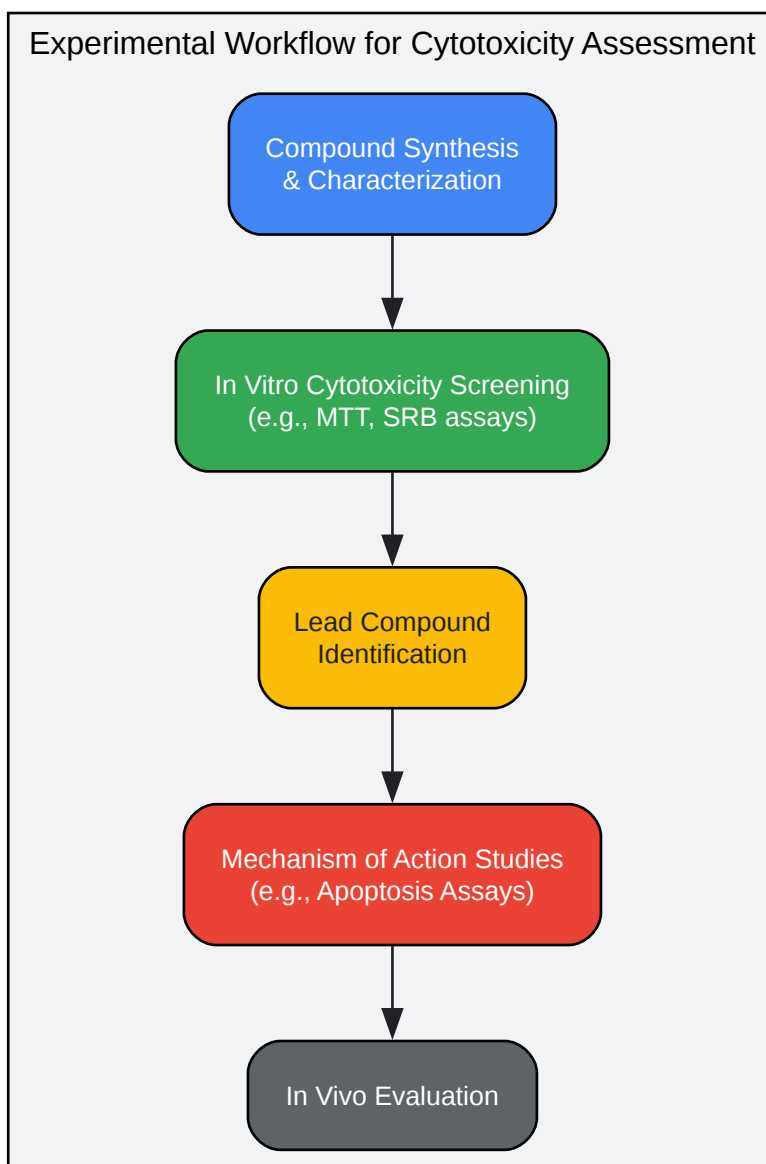 Experimental Workflow for Cytotoxicity Assessment
Compound Synthesis
& Characterization
In Vitro Cytotoxicity Screening
(e.g., MTT, SRB assays)
Lead Compound
Identification
Mechanism of Action Studies
(e.g., Apoptosis Assays)
In Vivo Evaluation